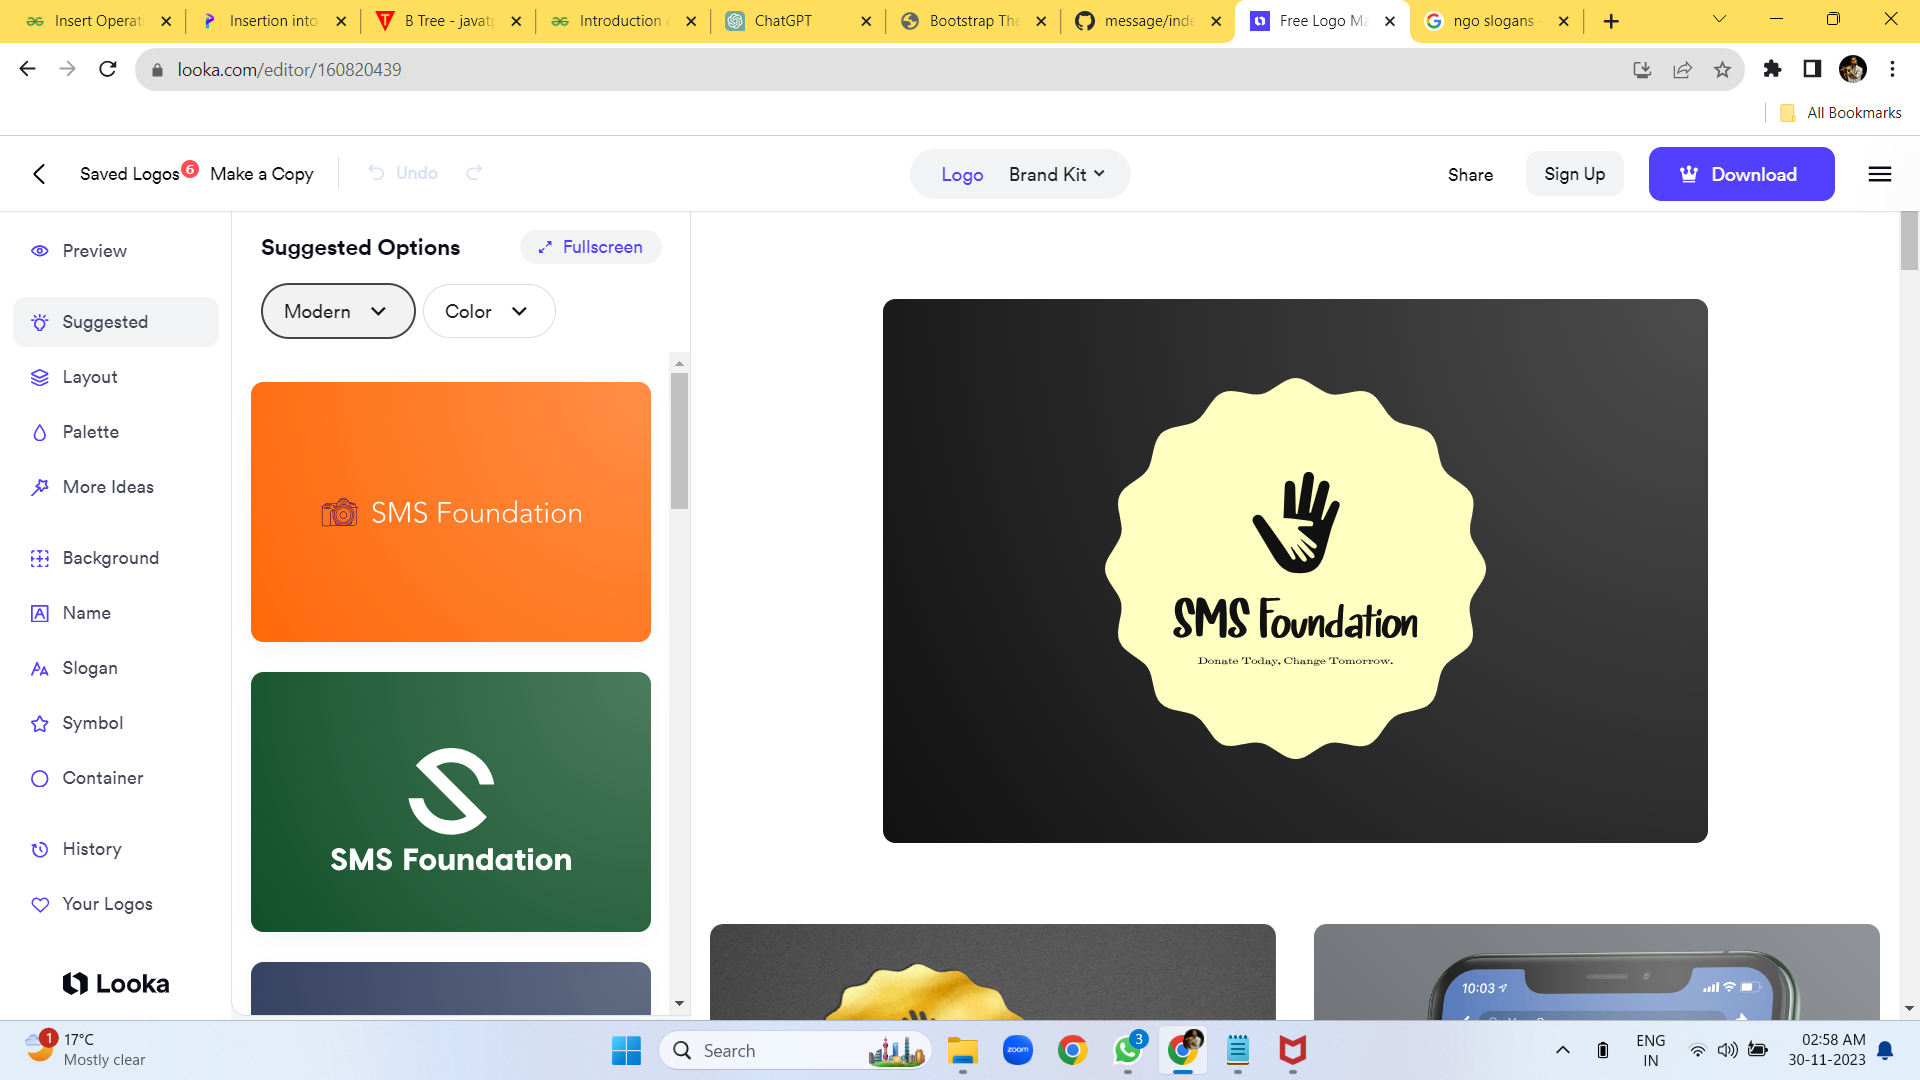 Insert Operati
Insertion into
B Tree - javatp
Introduction
ChatGPT
Bootstrap The
message/inde
Free Logo Ma
ngo slogans -
looka.com/editor/160820439
All Bookmarks
Saved Logos 6
Make a Copy
Undo
Logo
Brand Kit
Share
Sign Up
Download
Preview
Suggested
Layout
Palette
More Ideas
Background
Name
Slogan
Symbol
Container
History
Your Logos
Looka
Suggested Options
Fullscreen
Modern
Color
SMS Foundation
SMS Foundation
SMS Foundation
Donate Today, Change Tomorrow.
10:03
1
17°C
Mostly clear
Search
zoom
3
ENG
IN
02:58 AM
30-11-2023